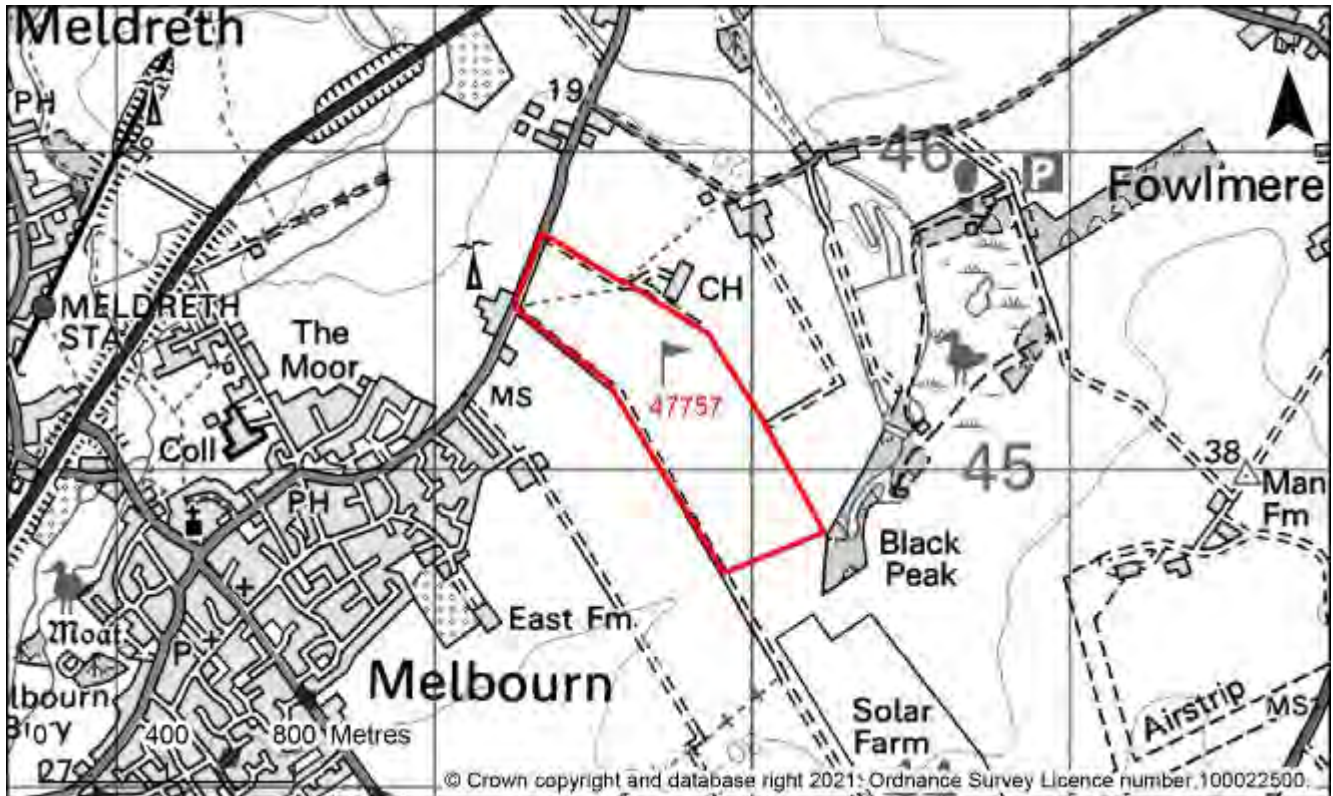 Meldreth
PH
19
46
P
Fowlmere
MELDRETH
STA
CH
The
Moor
MS
47757
Coll
PH
45
38
Man
Fm
Black
Peak
Moat
East Fm
Melbourn
P
lbourn
0
400
800 Metres
Solar
Farm
Airstrip
MS
27
© Crown copyright and database right 2021; Ordnance Survey Licence number,100022500.